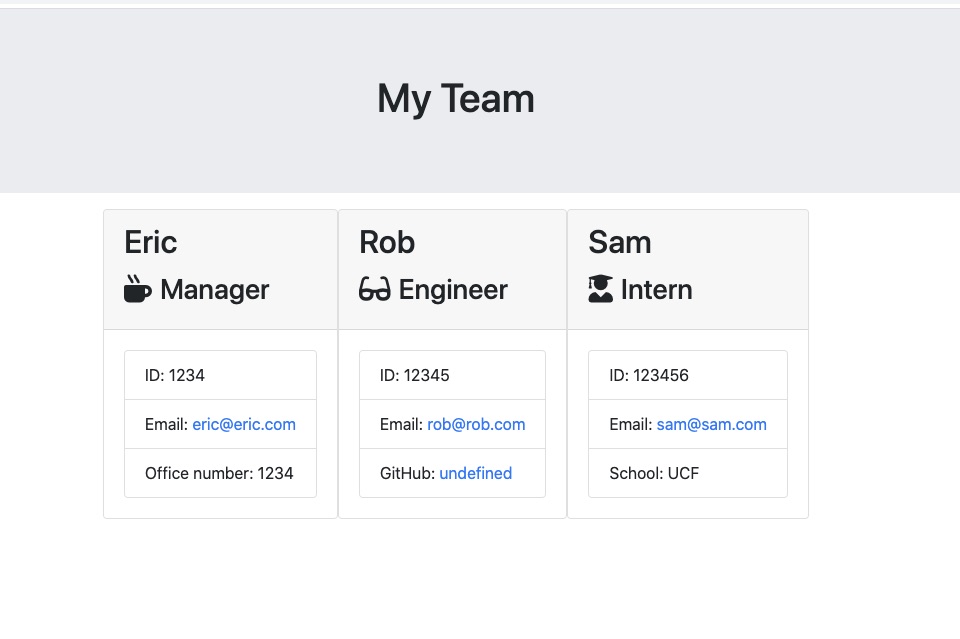 My Team
Eric
Manager
ID: 1234
Email: eric@eric.com
Office number: 1234
Rob
Engineer
ID: 12345
Email: rob@rob.com
GitHub: undefined
Sam
Intern
ID: 123456
Email: sam@sam.com
School: UCF